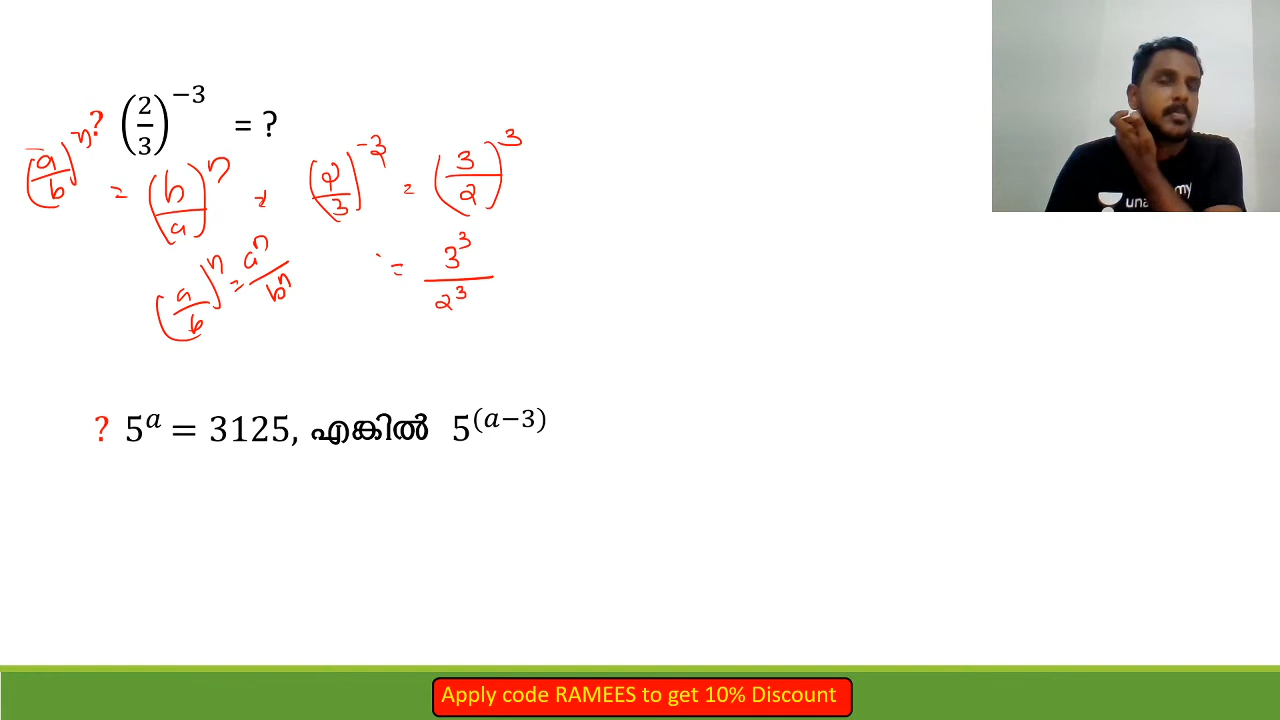 ? (2/3)^−3 = ?
(a/b)^n = (b/a)^n, (2/3)^-3 = (3/2)^3
(a/b)^n = a^n/b^n = 3^3/2^3
? 5^a = 3125, എങ്കിൽ 5^(a−3)
Apply code RAMEES to get 10% Discount